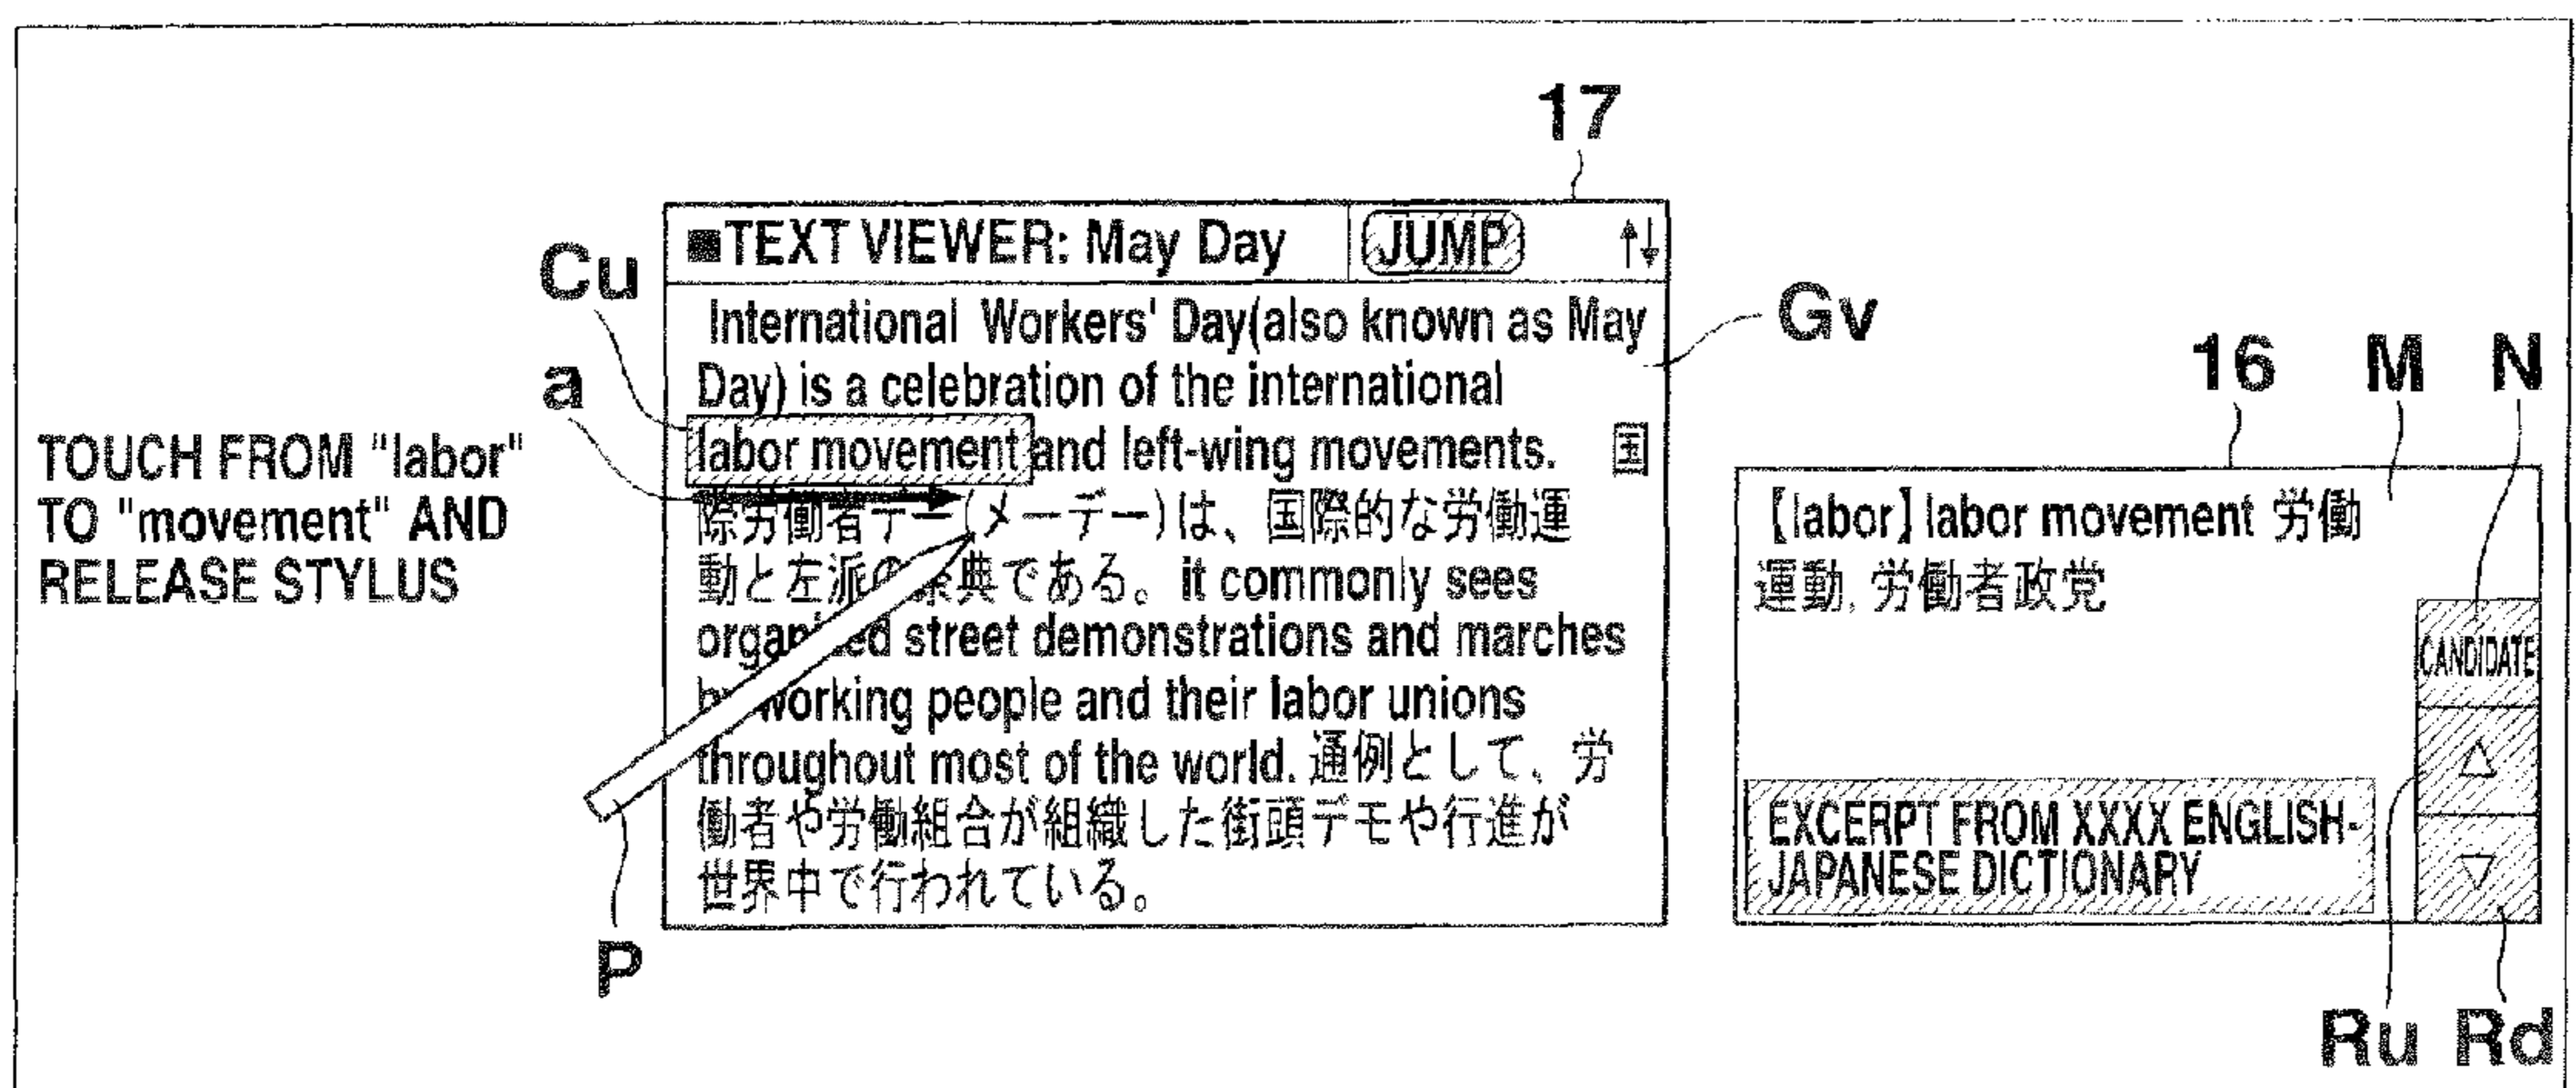 17
■TEXT VIEWER: May Day JUMP ↑↓
Cu
International Workers' Day(also known as May
Gv
Day) is a celebration of the international
a
labor movement and left-wing movements. 国
際労働者デー(メーデー)は、国際的な労働運
動と左派の祭典である。it commonly sees
organized street demonstrations and marches
by working people and their labor unions
throughout most of the world. 通例として、労
働者や労働組合が組織した街頭デモや行進が
世界中で行われている。
P
TOUCH FROM "labor"
TO "movement" AND
RELEASE STYLUS
16 M N
【labor】labor movement 労働
運動, 労働者政党
CANDIDATE
△
▽
EXCERPT FROM XXXX ENGLISH-
JAPANESE DICTIONARY
Ru Rd